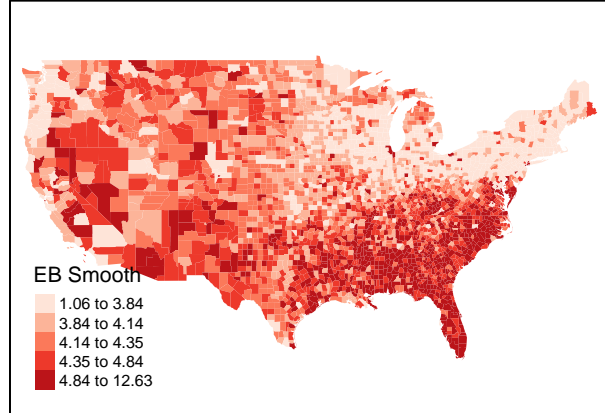 EB Smooth
1.06 to 3.84
3.84 to 4.14
4.14 to 4.35
4.35 to 4.84
4.84 to 12.63